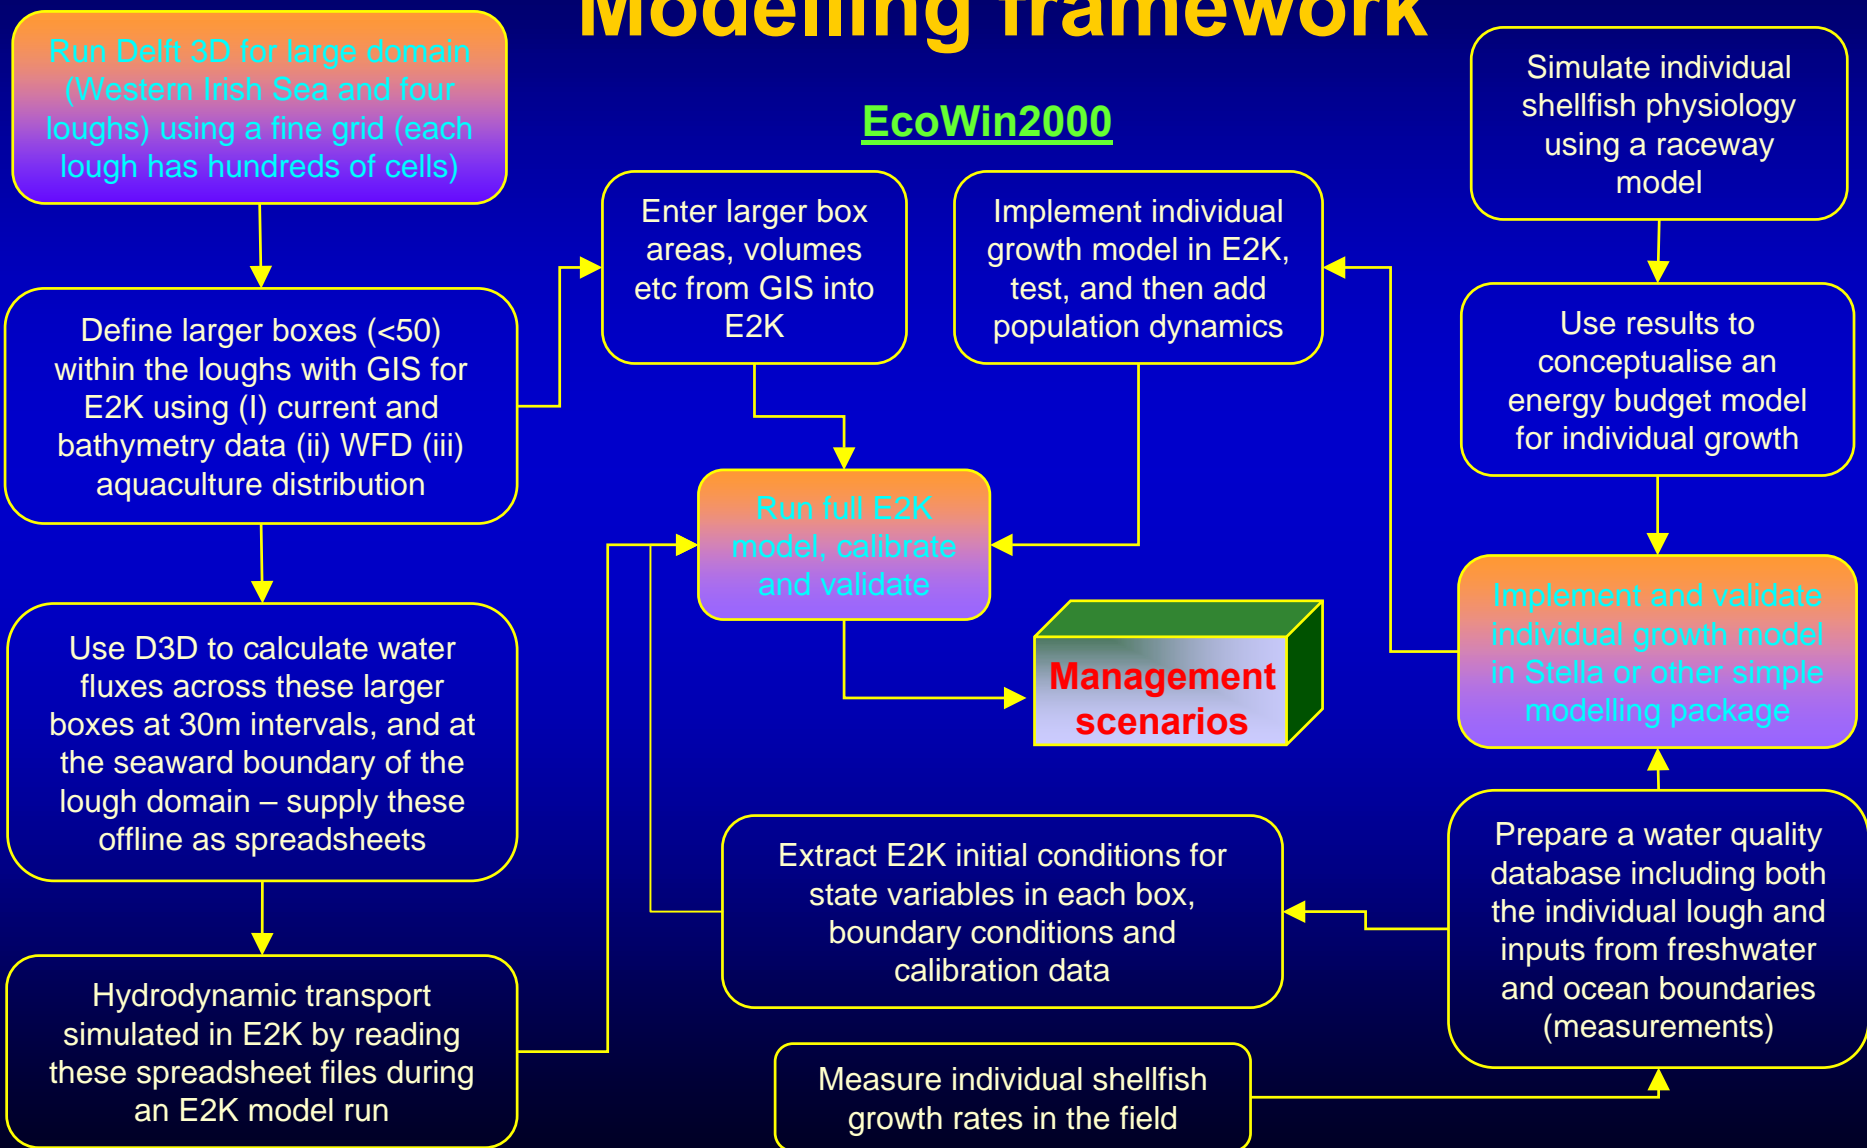 Modelling framework
EcoWin2000
Run Delft 3D for large domain
(Western Irish Sea and four
loughs) using a fine grid (each
lough has hundreds of cells)
Define larger boxes (<50)
within the loughs with GIS for
E2K using (I) current and
bathymetry data (ii) WFD (iii)
aquaculture distribution
Use D3D to calculate water
fluxes across these larger
boxes at 30m intervals, and at
the seaward boundary of the
lough domain – supply these
offline as spreadsheets
Hydrodynamic transport
simulated in E2K by reading
these spreadsheet files during
an E2K model run
Enter larger box
areas, volumes
etc from GIS into
E2K
Implement individual
growth model in E2K,
test, and then add
population dynamics
Run full E2K
model, calibrate
and validate
Management
scenarios
Extract E2K initial conditions for
state variables in each box,
boundary conditions and
calibration data
Measure individual shellfish
growth rates in the field
Simulate individual
shellfish physiology
using a raceway
model
Use results to
conceptualise an
energy budget model
for individual growth
Implement and validate
individual growth model
in Stella or other simple
modelling package
Prepare a water quality
database including both
the individual lough and
inputs from freshwater
and ocean boundaries
(measurements)